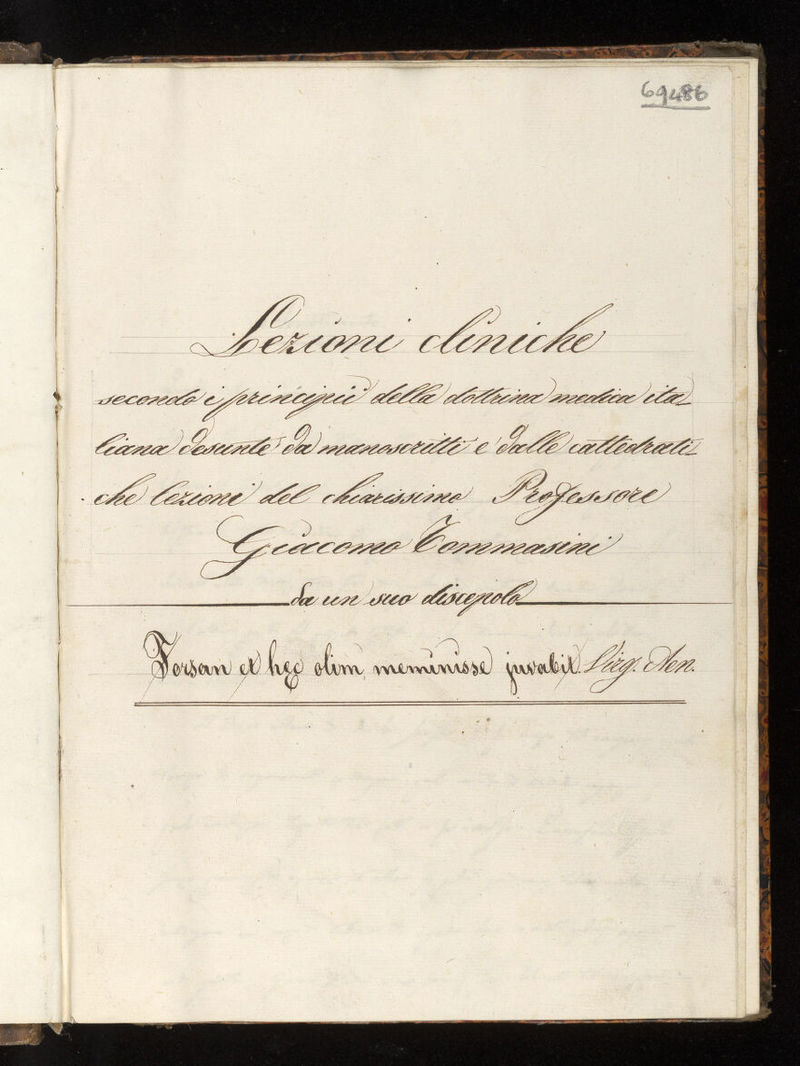 69486
Lezioni cliniche
secondo i principii della dottrina medica ita-
liana desunte da manoscritti e dalle cattedrati-
che lezioni del chiarissimo Professore
Giacomo Tommasini
da un suo discepolo
Forsan et hęc olim meminisse juvabit. Virg. Aen.